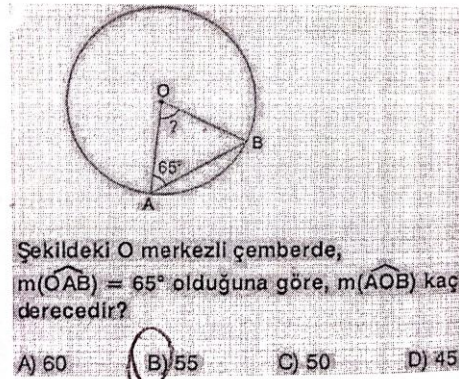 O
?
B
65°
A
Şekildeki O merkezli çemberde,
m(OAB) = 65° olduğuna göre, m(AOB) kaç
derecedir?
A) 60 B) 55 C) 50 D) 45